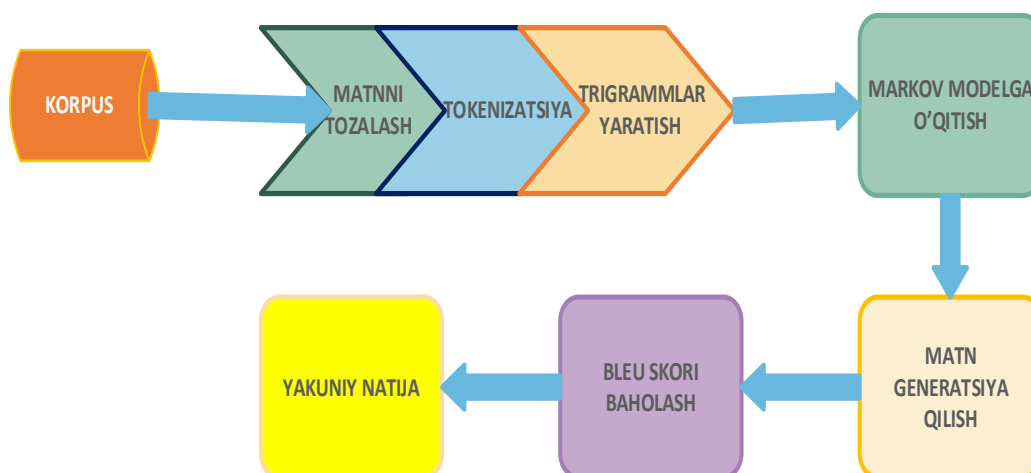 KORPUS
MATNNI
TOZALASH
TOKENIZATSIYA
TRIGRAMMLAR
YARATISH
MARKOV MODELGA
O’QITISH
MATN
GENERATSIYA
QILISH
BLEU SKORI
BAHOLASH
YAKUNIY NATIJA